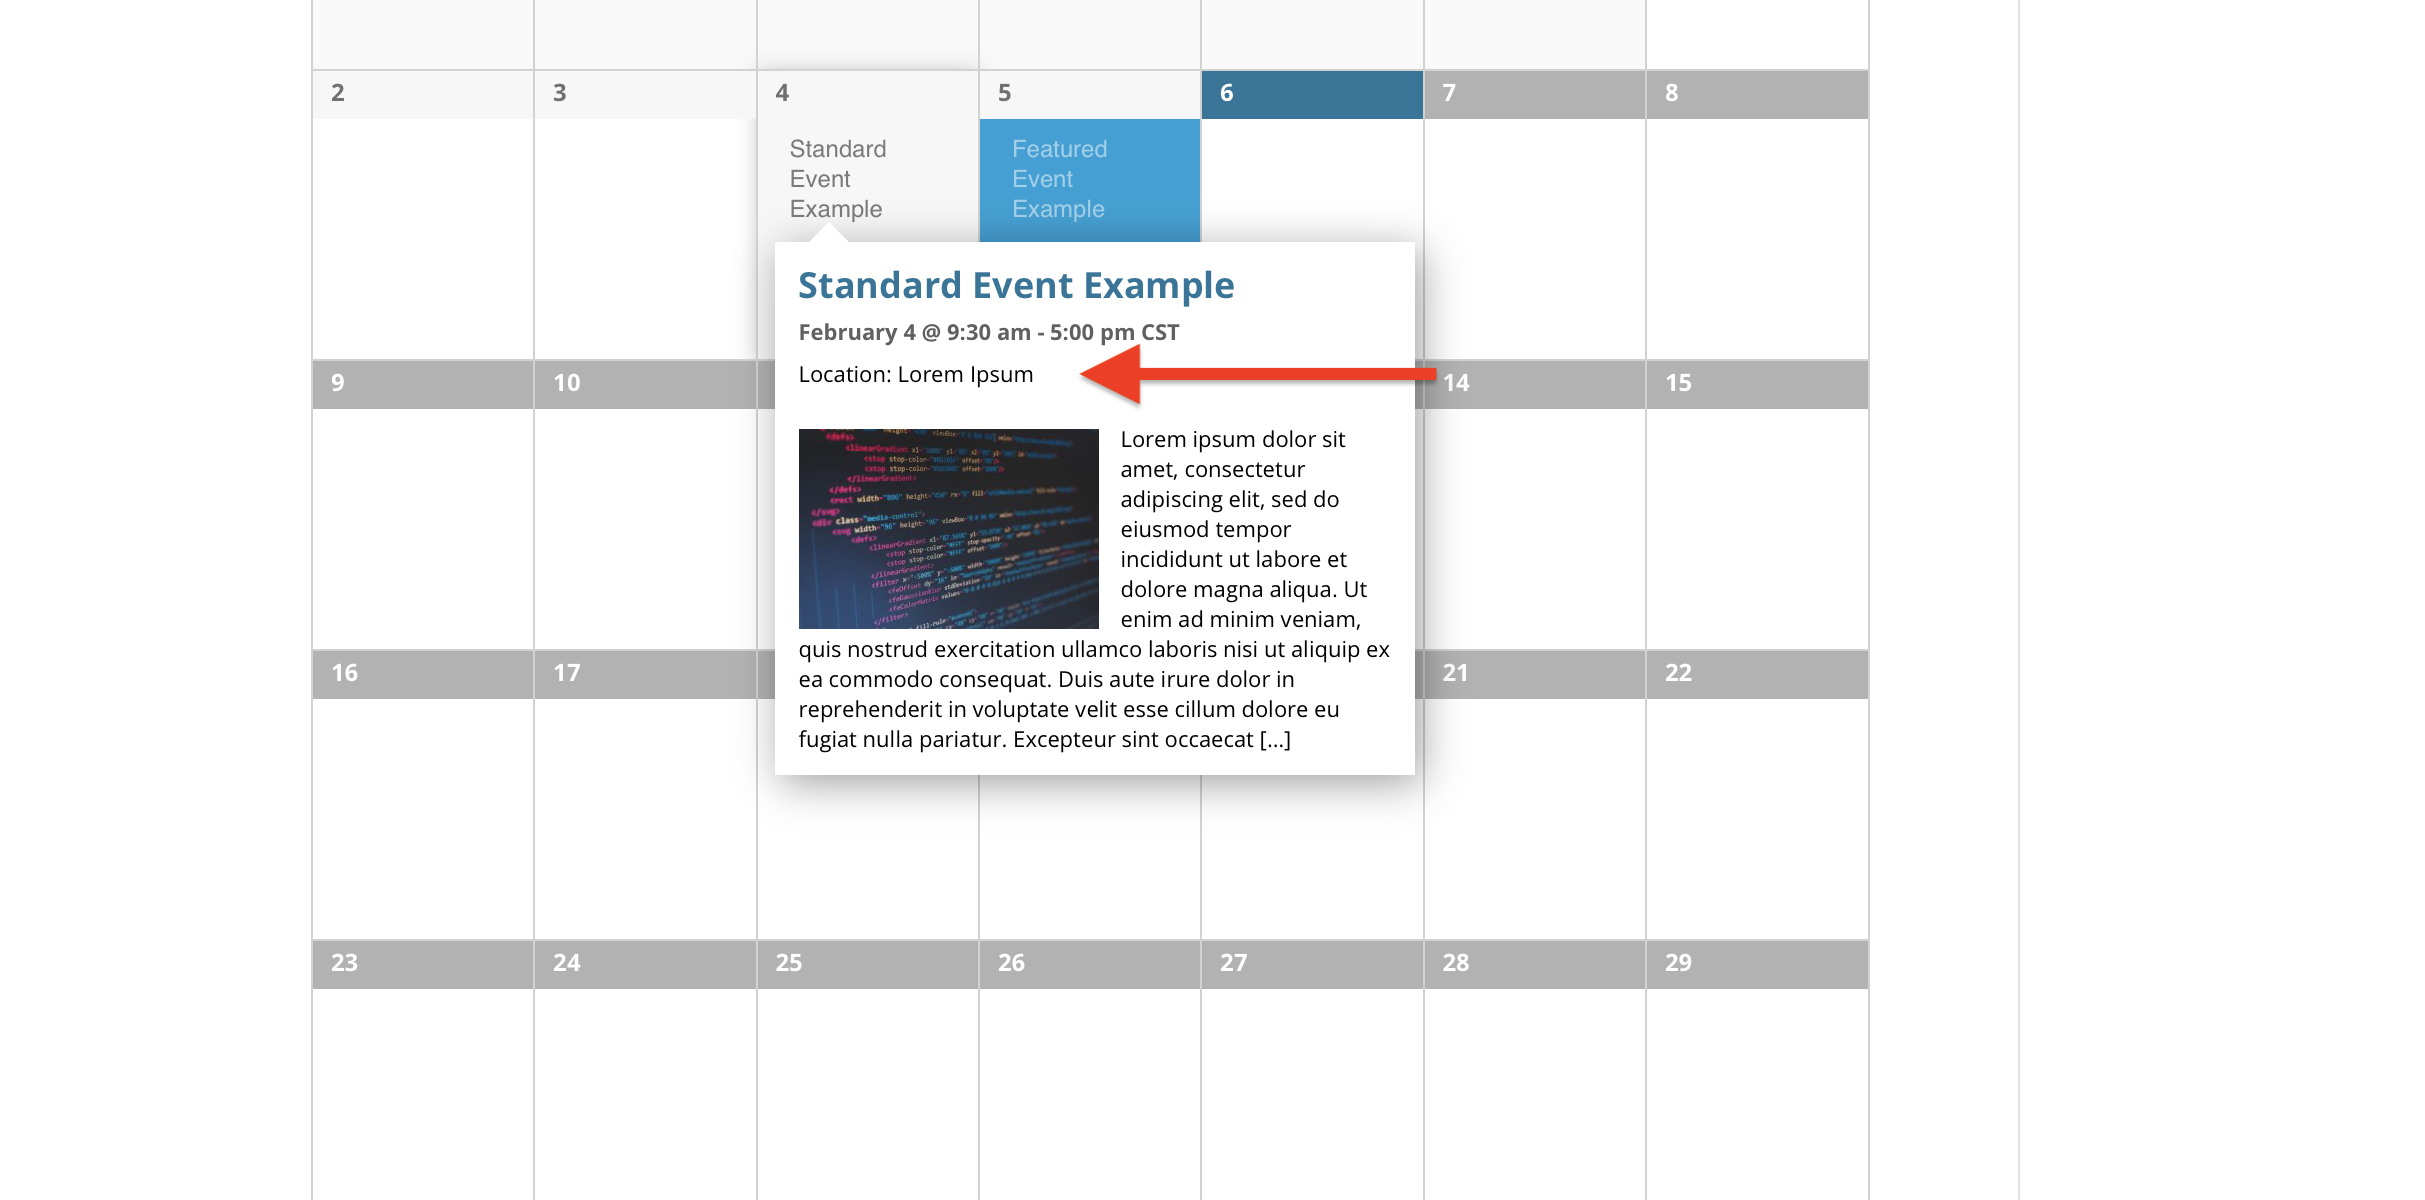 2 3 4 5 6 7 8
Standard
Event
Example
Featured
Event
Example
Standard Event Example
February 4 @ 9:30 am - 5:00 pm CST
Location: Lorem Ipsum
Lorem ipsum dolor sit
amet, consectetur
adipiscing elit, sed do
eiusmod tempor
incididunt ut labore et
dolore magna aliqua. Ut
enim ad minim veniam,
quis nostrud exercitation ullamco laboris nisi ut aliquip ex
ea commodo consequat. Duis aute irure dolor in
reprehenderit in voluptate velit esse cillum dolore eu
fugiat nulla pariatur. Excepteur sint occaecat [...]
9 10 14 15
16 17 21 22
23 24 25 26 27 28 29